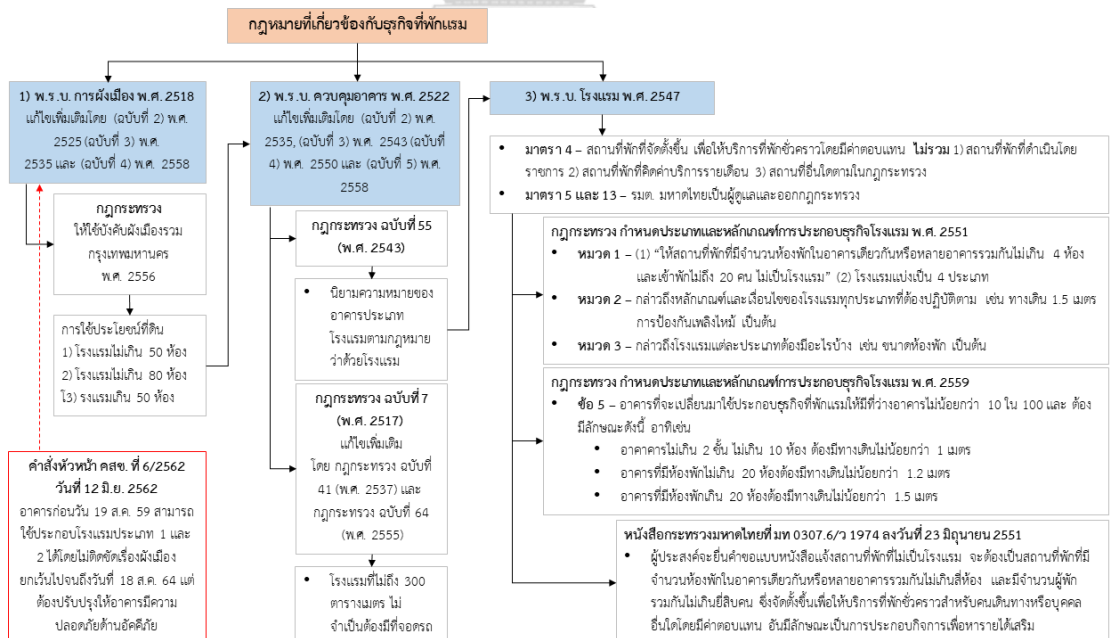 กฎหมายที่เกี่ยวข้องกับธุรกิจที่พักแรม
1) พ.ร.บ. การผังเมือง พ.ศ. 2518
แก้ไขเพิ่มเติมโดย (ฉบับที่ 2) พ.ศ.
2525 (ฉบับที่ 3) พ.ศ.
2535 และ (ฉบับที่ 4) พ.ศ. 2558
กฎกระทรวง
ให้ใช้บังคับผังเมืองรวม
กรุงเทพมหานคร
พ.ศ. 2556
การใช้ประโยชน์ที่ดิน
1) โรงแรมไม่เกิน 50 ห้อง
2) โรงแรมไม่เกิน 80 ห้อง
โ3) รงแรมเกิน 50 ห้อง
คำสั่งหัวหน้า คสช. ที่ 6/2562
วันที่ 12 มิ.ย. 2562
อาคารก่อนวัน 19 ส.ค. 59 สามารถ
ใช้ประกอบโรงแรมประเภท 1 และ
2 ได้โดยไม่ติดขัดเรื่องผังเมือง
ยกเว้นไปจนถึงวันที่ 18 ส.ค. 64 แต่
ต้องปรับปรุงให้อาคารมีความ
ปลอดภัยด้านอัคคีภัย
2) พ.ร.บ. ควบคุมอาคาร พ.ศ. 2522
แก้ไขเพิ่มเติมโดย (ฉบับที่ 2) พ.ศ.
2535, (ฉบับที่ 3) พ.ศ. 2543 (ฉบับที่
4) พ.ศ. 2550 และ (ฉบับที่ 5) พ.ศ.
2558
กฎกระทรวง ฉบับที่ 55
(พ.ศ. 2543)
• นิยามความหมายของ
อาคารประเภท
โรงแรมตามกฎหมาย
ว่าด้วยโรงแรม
กฎกระทรวง ฉบับที่ 7
(พ.ศ. 2517)
แก้ไขเพิ่มเติม
โดย กฎกระทรวง ฉบับที่
41 (พ.ศ. 2537) และ
กฎกระทรวง ฉบับที่ 64
(พ.ศ. 2555)
• โรงแรมที่ไม่ถึง 300
ตารางเมตร ไม่
จำเป็นต้องมีที่จอดรถ
3) พ.ร.บ. โรงแรม พ.ศ. 2547
• มาตรา 4 – สถานที่พักที่จัดตั้งขึ้น เพื่อให้บริการที่พักชั่วคราวโดยมีค่าตอบแทน ไม่รวม 1) สถานที่พักที่ดำเนินโดย
ราชการ 2) สถานที่พักที่คิดค่าบริการรายเดือน 3) สถานที่อื่นใดตามในกฎกระทรวง
• มาตรา 5 และ 13 – รมต. มหาดไทยเป็นผู้ดูแลและออกกฎกระทรวง
กฎกระทรวง กำหนดประเภทและหลักเกณฑ์การประกอบธุรกิจโรงแรม พ.ศ. 2551
• หมวด 1 – (1) "ให้สถานที่พักที่มีจำนวนห้องพักในอาคารเดียวกันหรือหลายอาคารรวมกันไม่เกิน 4 ห้อง
และเข้าพักไม่ถึง 20 คน ไม่เป็นโรงแรม" (2) โรงแรมแบ่งเป็น 4 ประเภท
• หมวด 2 – กล่าวถึงหลักเกณฑ์และเงื่อนไขของโรงแรมทุกประเภทที่ต้องปฏิบัติตาม เช่น ทางเดิน 1.5 เมตร
การป้องกันเพลิงไหม้ เป็นต้น
• หมวด 3 – กล่าวถึงโรงแรมแต่ละประเภทต้องมีอะไรบ้าง เช่น ขนาดห้องพัก เป็นต้น
กฎกระทรวง กำหนดประเภทและหลักเกณฑ์การประกอบธุรกิจโรงแรม พ.ศ. 2559
• ข้อ 5 – อาคารที่จะเปลี่ยนมาใช้ประกอบธุรกิจที่พักแรมให้มีที่ว่างอาคารไม่น้อยกว่า 10 ใน 100 และ ต้อง
มีลักษณะดังนี้ อาทิเช่น
• อาคาคารไม่เกิน 2 ชั้น ไม่เกิน 10 ห้อง ต้องมีทางเดินไม่น้อยกว่า 1 เมตร
• อาคารที่มีห้องพักไม่เกิน 20 ห้องต้องมีทางเดินไม่น้อยกว่า 1.2 เมตร
• อาคารที่มีห้องพักเกิน 20 ห้องต้องมีทางเดินไม่น้อยกว่า 1.5 เมตร
หนังสือกระทรวงมหาดไทยที่ มท 0307.6/ว 1974 ลงวันที่ 23 มิถุนายน 2551
• ผู้ประสงค์จะยื่นคำขอแบบหนังสือแจ้งสถานที่พักที่ไม่เป็นโรงแรม จะต้องเป็นสถานที่พักที่มี
จำนวนห้องพักในอาคารเดียวกันหรือหลายอาคารรวมกันไม่เกินสี่ห้อง และมีจำนวนผู้พัก
รวมกันไม่เกินยี่สิบคน ซึ่งจัดตั้งขึ้นเพื่อให้บริการที่พักชั่วคราวสำหรับคนเดินทางหรือบุคคล
อื่นใดโดยมีค่าตอบแทน อันมีลักษณะเป็นการประกอบกิจการเพื่อหารายได้เสริม